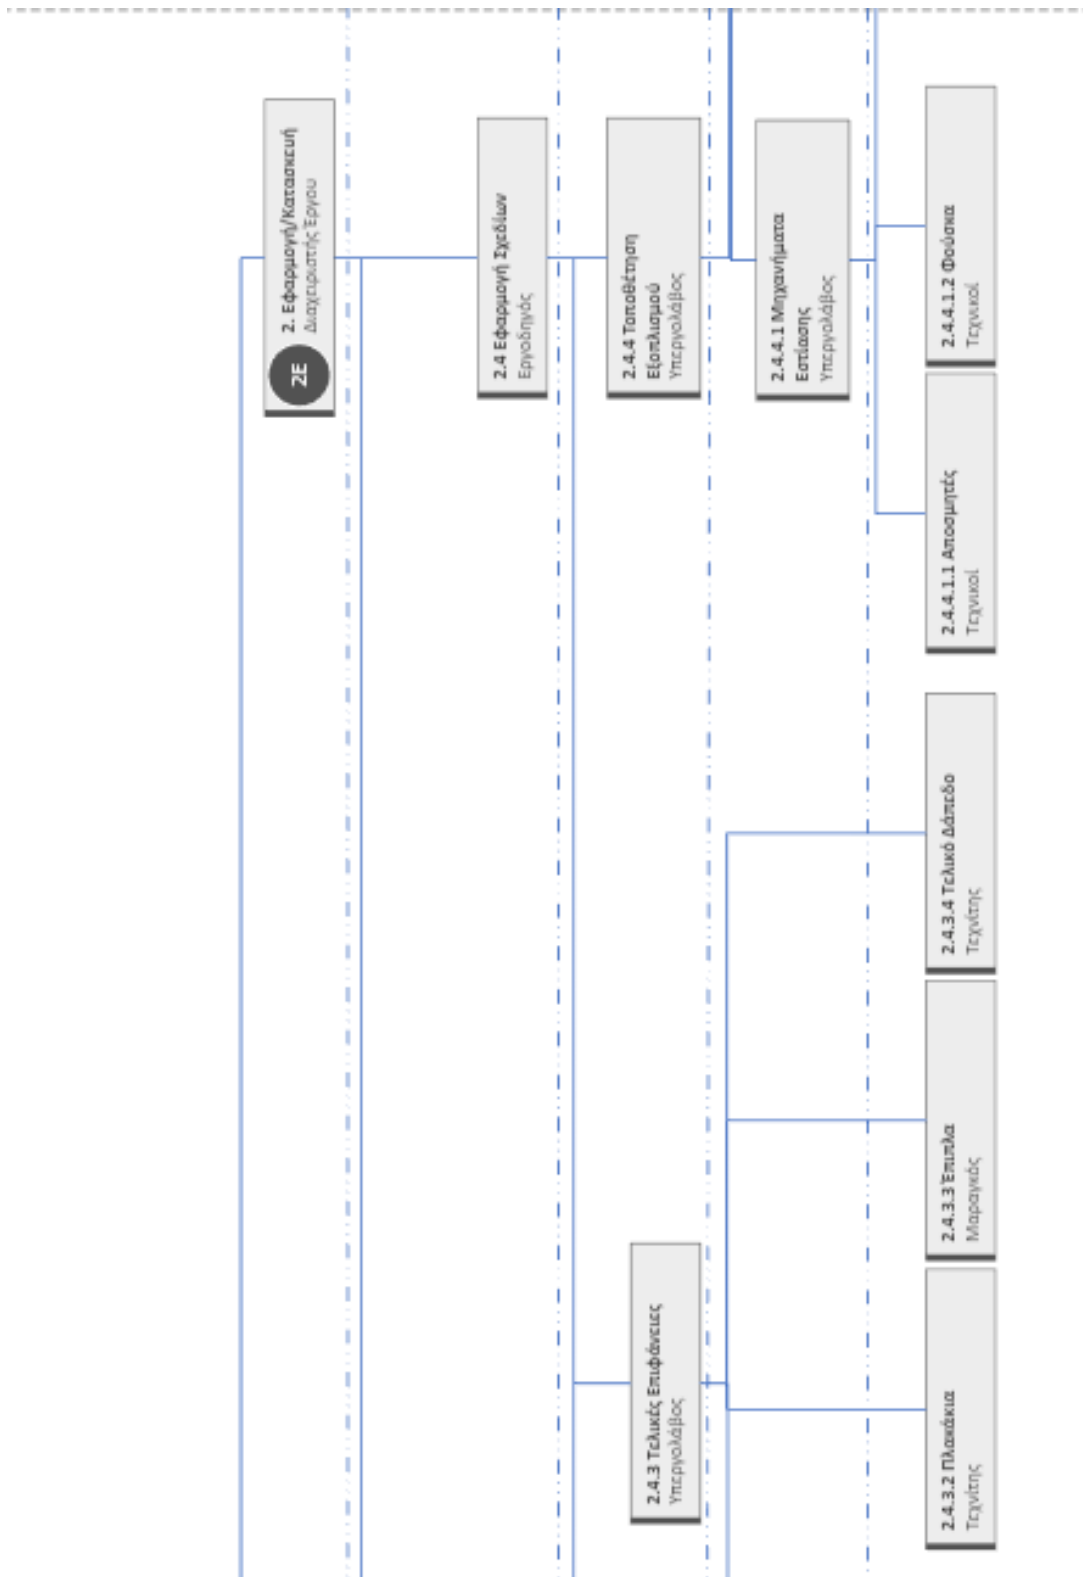 2E
2. Εφαρμογή/Κατασκευή
Διαχειριστής Έργου
2.4 Εφαρμογή Σχεδίων
Εργοδηγός
2.4.3 Τελικές Επιφάνειες
Υπεργολάβος
2.4.4 Τοποθέτηση
Εξοπλισμού
Υπεργολάβος
2.4.4.1 Μηχανήματα
Εστίασης
Υπεργολάβος
2.4.3.2 Πλακάκια
Τεχνίτης
2.4.3.3 Έπιπλα
Μαραγκός
2.4.3.4 Τελικό Δάπεδο
Τεχνίτης
2.4.4.1.1 Αποσμητές
Τεχνικοί
2.4.4.1.2 Φούσκα
Τεχνικοί